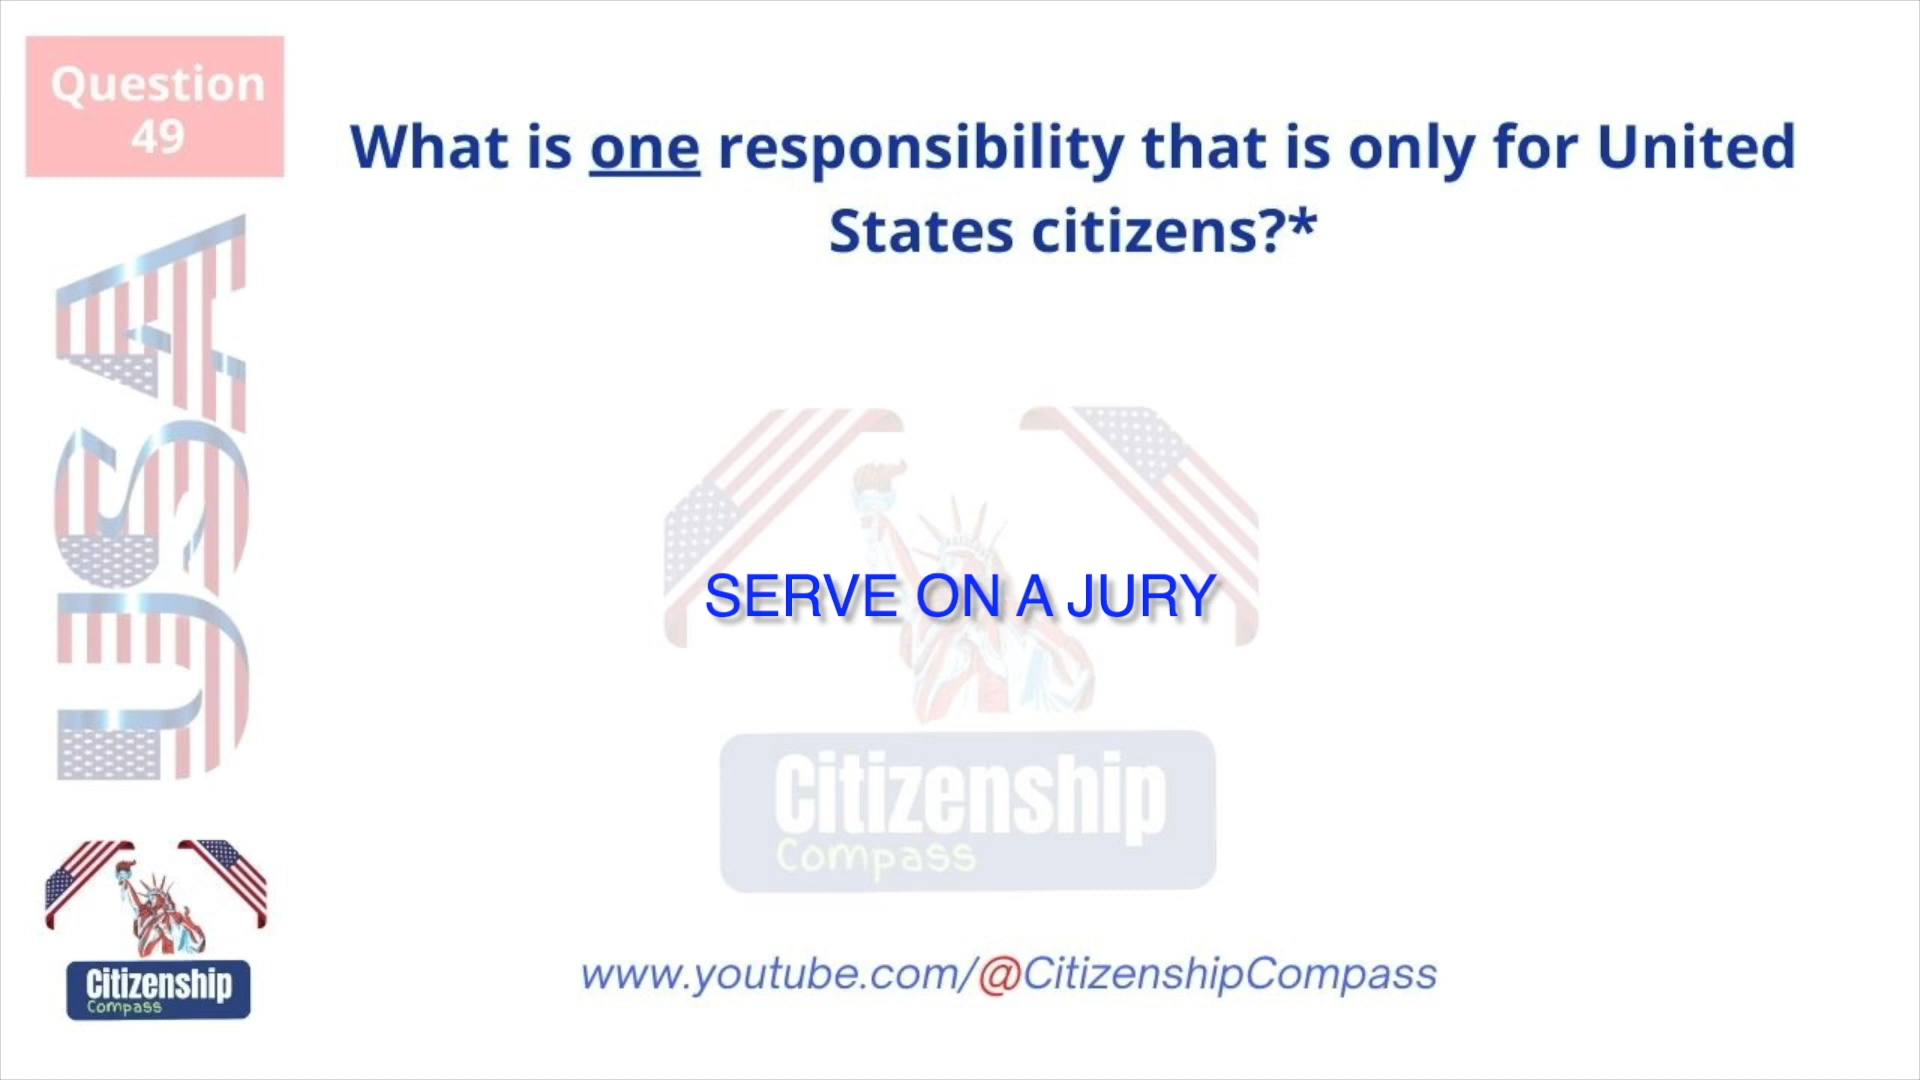 Question
49
What is one responsibility that is only for United
States citizens?*
USA
SERVE ON A JURY
Citizenship
Compass
Citizenship
Compass
www.youtube.com/@CitizenshipCompass